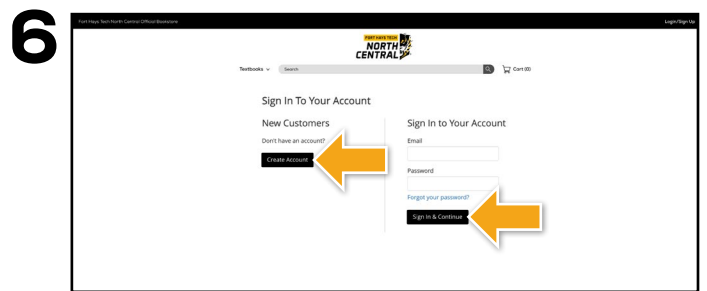 6
Fort Hays Tech North Central Official Bookstore
Login/Sign Up
FORT HAYS TECH
NORTH
CENTRAL
Textbooks
Search
Cart (0)
Sign In To Your Account
New Customers
Don't have an account?
Create Account
Sign in to Your Account
Email
Password
Forgot your password?
Sign In & Continue